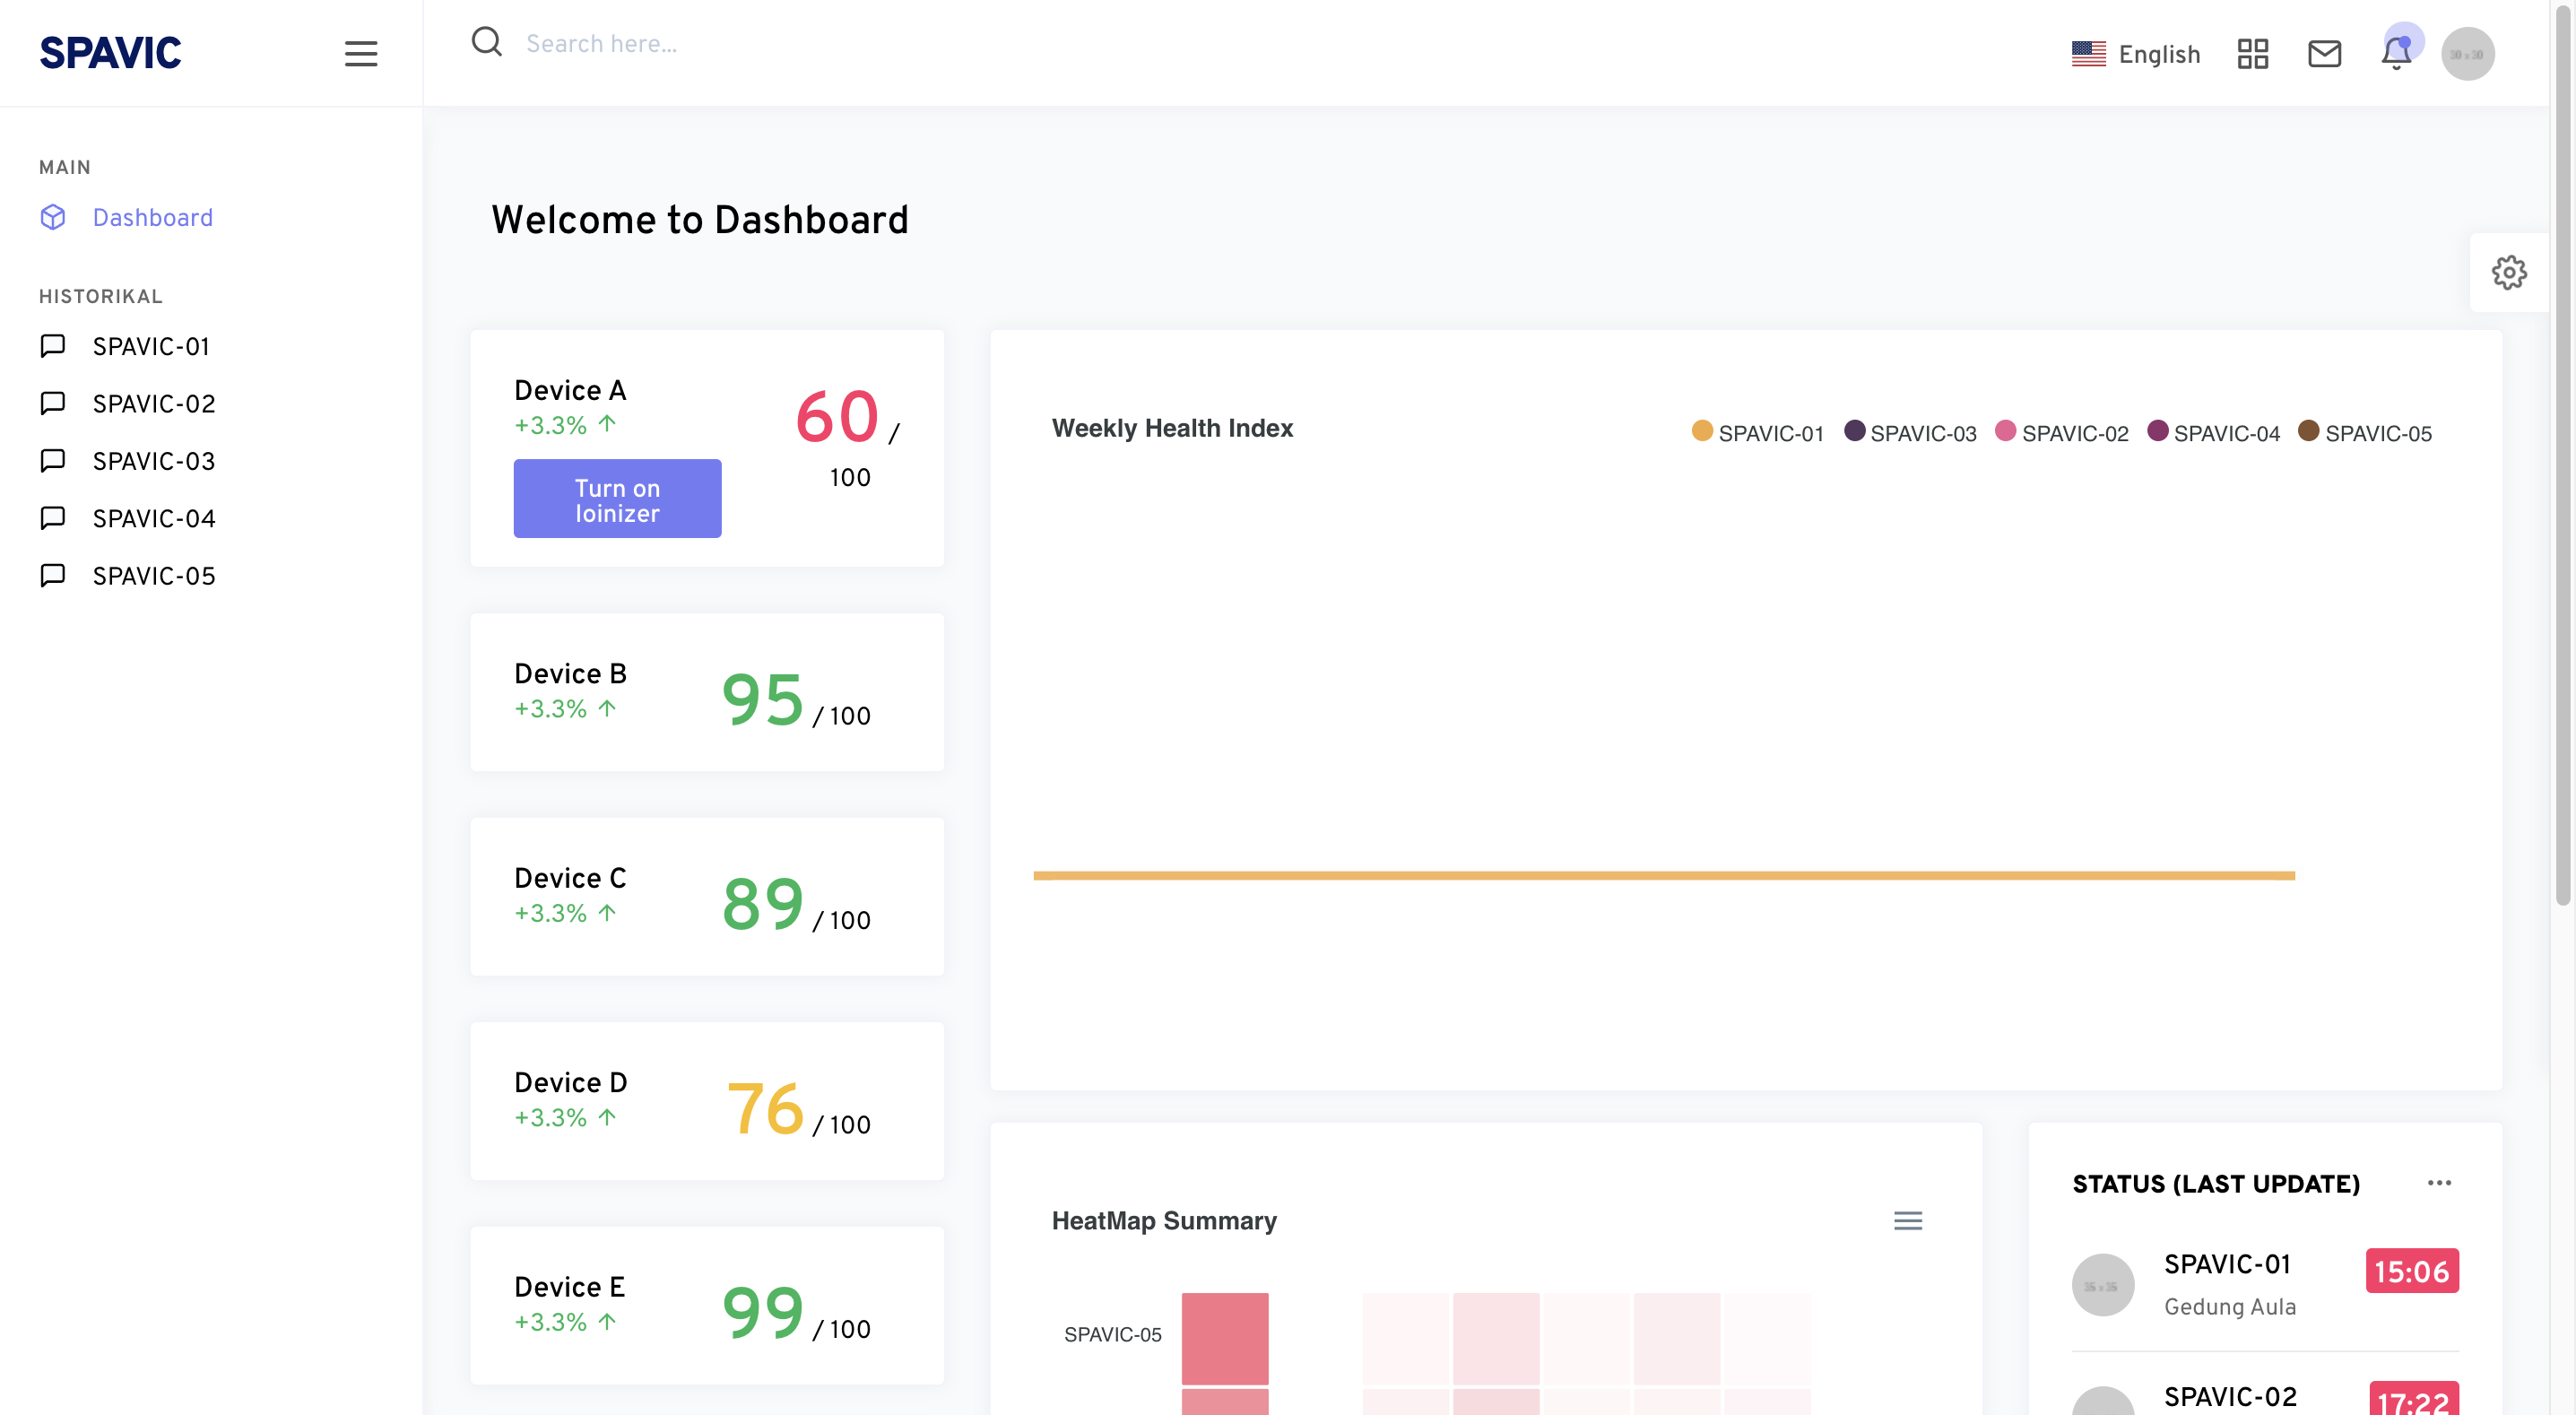 SPAVIC
Search here...
English
MAIN
Dashboard
HISTORIKAL
SPAVIC-01
SPAVIC-02
SPAVIC-03
SPAVIC-04
SPAVIC-05
Welcome to Dashboard
Device A
+3.3%
60 /
100
Turn on
Ioinizer
Device B
+3.3%
95 / 100
Device C
+3.3%
89 / 100
Device D
+3.3%
76 / 100
Device E
+3.3%
99 / 100
Weekly Health Index
SPAVIC-01 SPAVIC-03 SPAVIC-02 SPAVIC-04 SPAVIC-05
HeatMap Summary
SPAVIC-05
STATUS (LAST UPDATE)
SPAVIC-01
15:06
Gedung Aula
SPAVIC-02
17:22